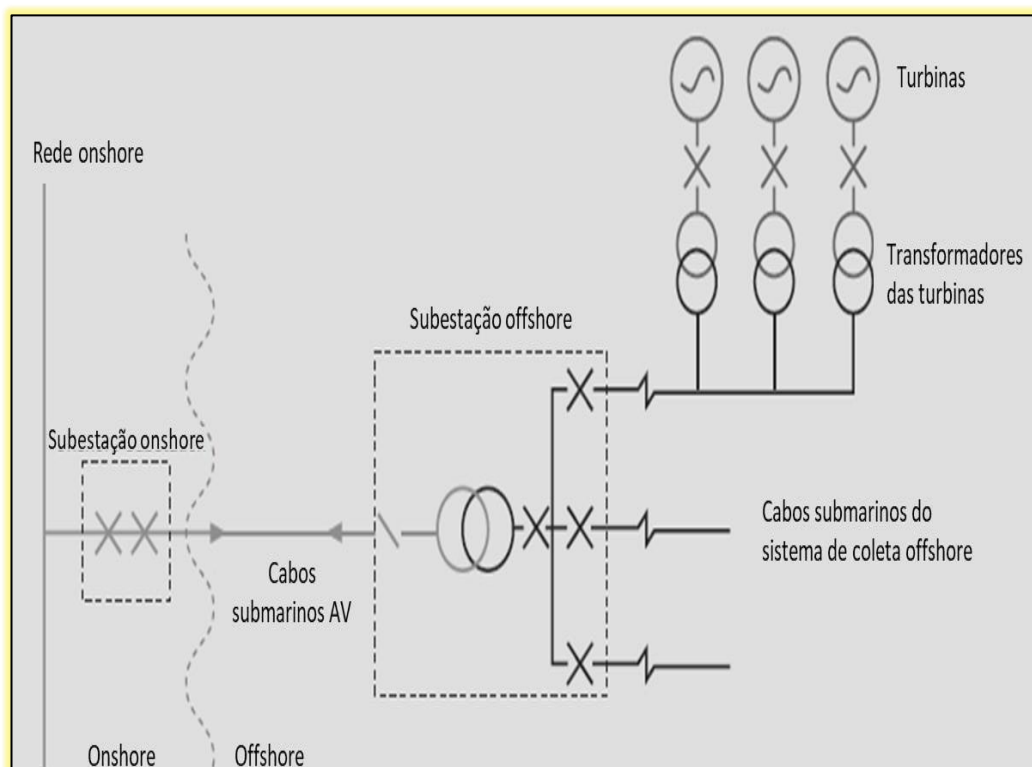 Turbinas
Rede onshore
Transformadores
das turbinas
Subestação offshore
Subestação onshore
Cabos submarinos do
sistema de coleta offshore
Cabos
submarinos AV
Onshore
Offshore